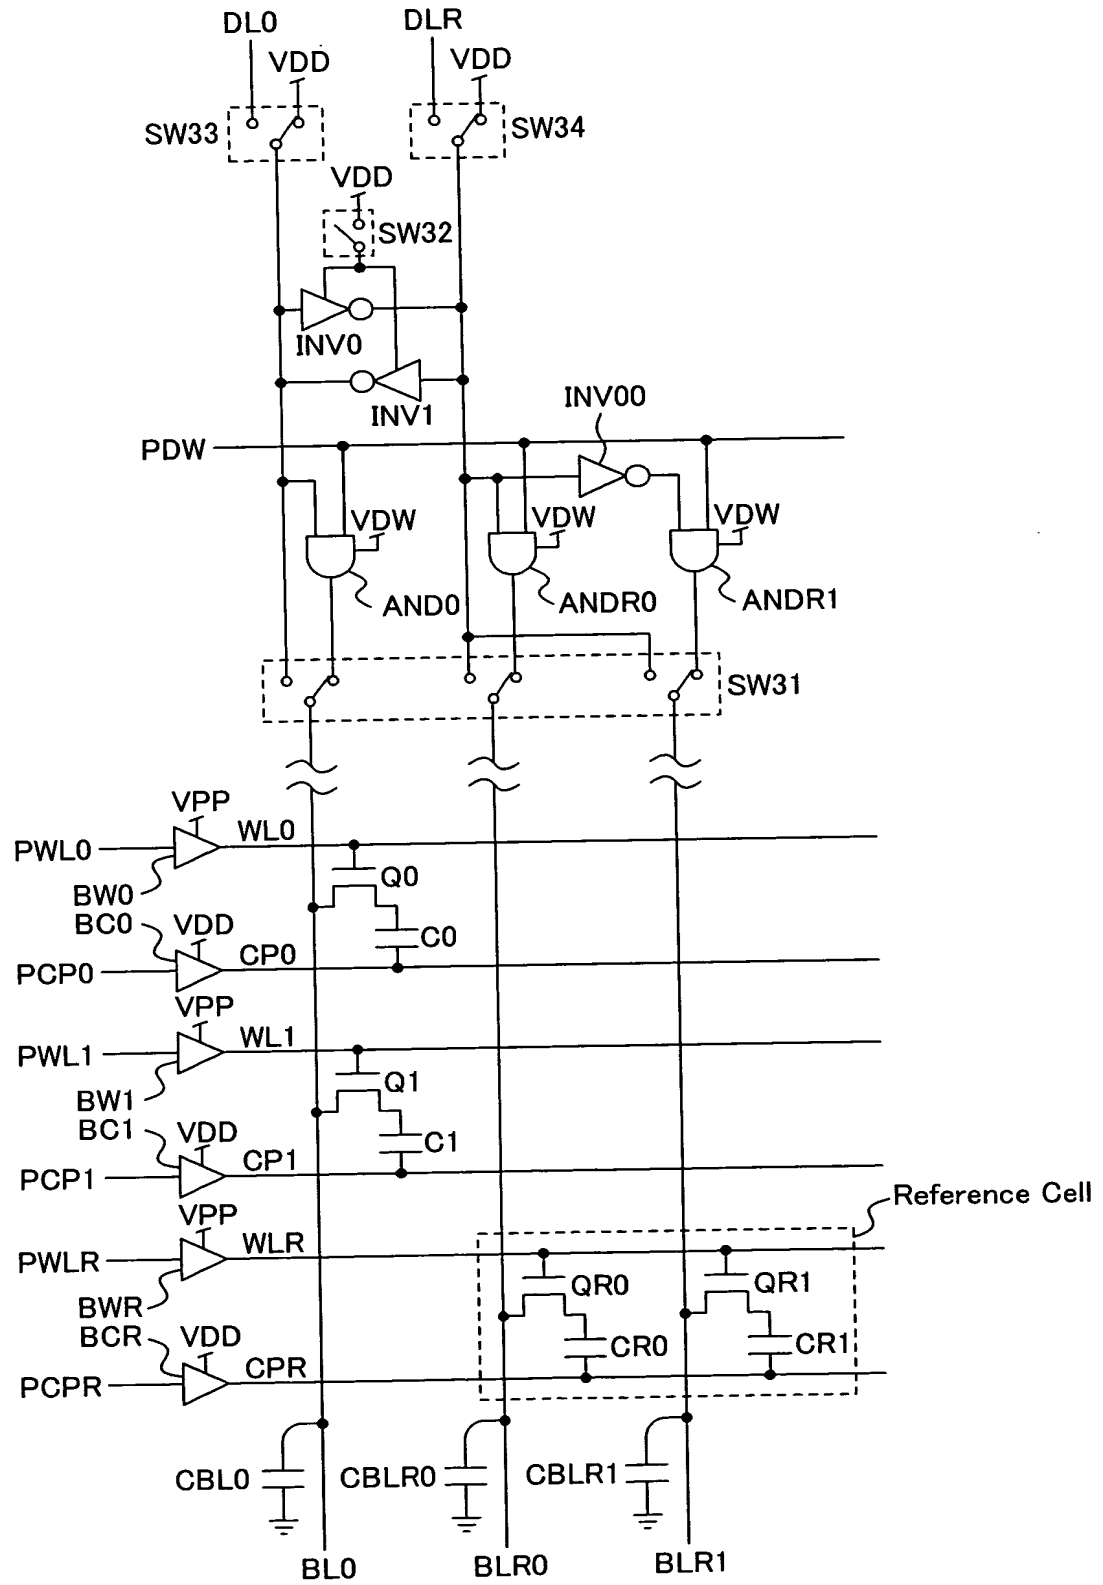 DL0
DLR
VDD
VDD
SW33
SW34
VDD
SW32
INV0
INV1
INV00
PDW
VDW
VDW
VDW
AND0
ANDR0
ANDR1
SW31
VPP
PWL0
WL0
BW0
Q0
BC0
VDD
C0
PCP0
CP0
VPP
PWL1
WL1
BW1
Q1
BC1
VDD
C1
PCP1
CP1
Reference Cell
VPP
PWLR
WLR
BWR
QR0
QR1
BCR
VDD
CR0
CR1
PCPR
CPR
CBL0
CBLR0
CBLR1
BL0
BLR0
BLR1